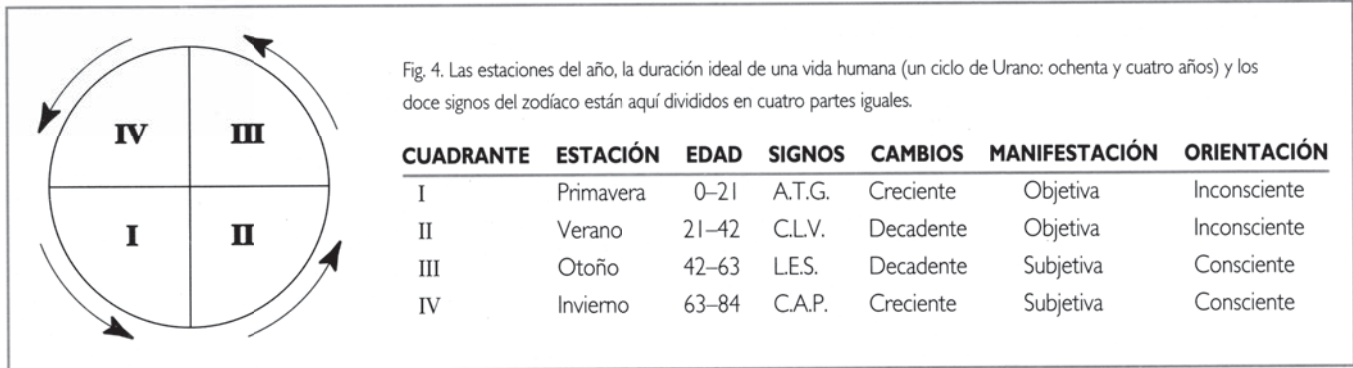 Fig. 4. Las estaciones del año, la duración ideal de una vida humana (un ciclo de Urano: ochenta y cuatro años) y los
doce signos del zodíaco están aquí divididos en cuatro partes iguales.
IV III
I II
CUADRANTE ESTACIÓN EDAD SIGNOS CAMBIOS MANIFESTACIÓN ORIENTACIÓN
I Primavera 0–21 A.T.G. Creciente Objetiva Inconsciente
II Verano 21–42 C.L.V. Decadente Objetiva Inconsciente
III Otoño 42–63 L.E.S. Decadente Subjetiva Consciente
IV Invierno 63–84 C.A.P. Creciente Subjetiva Consciente